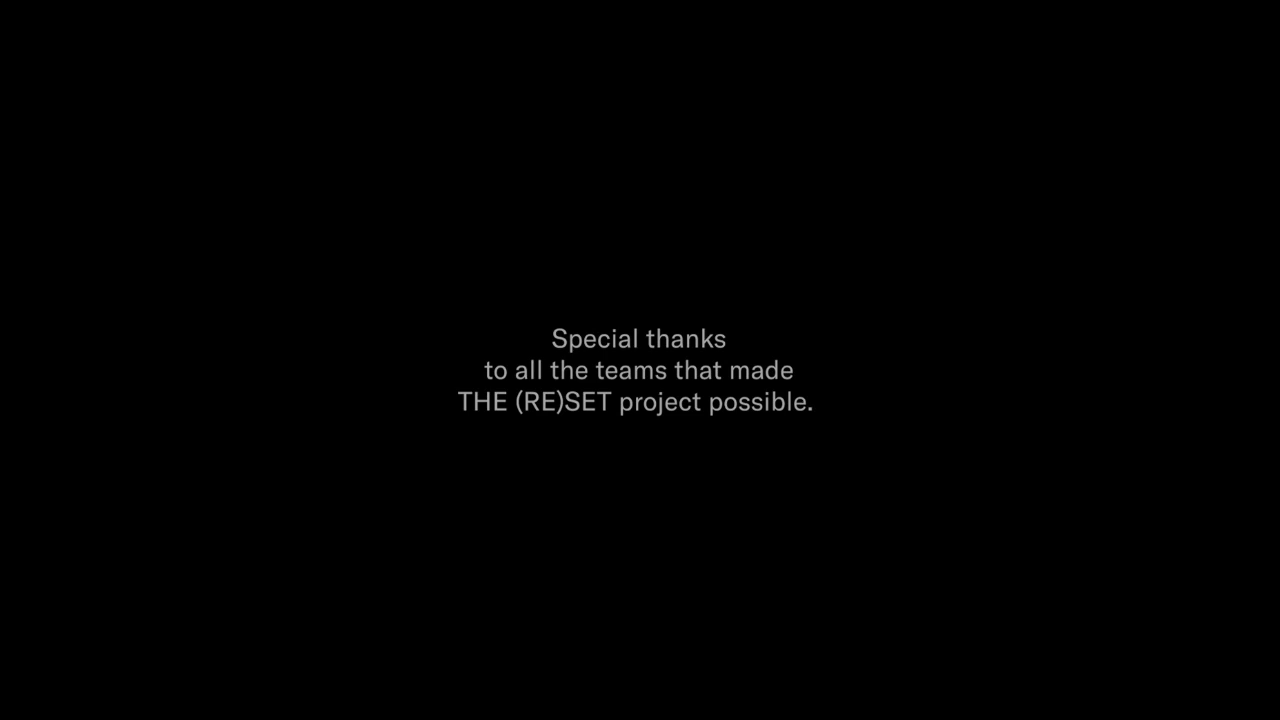 Special thanks
to all the teams that made
THE (RE)SET project possible.